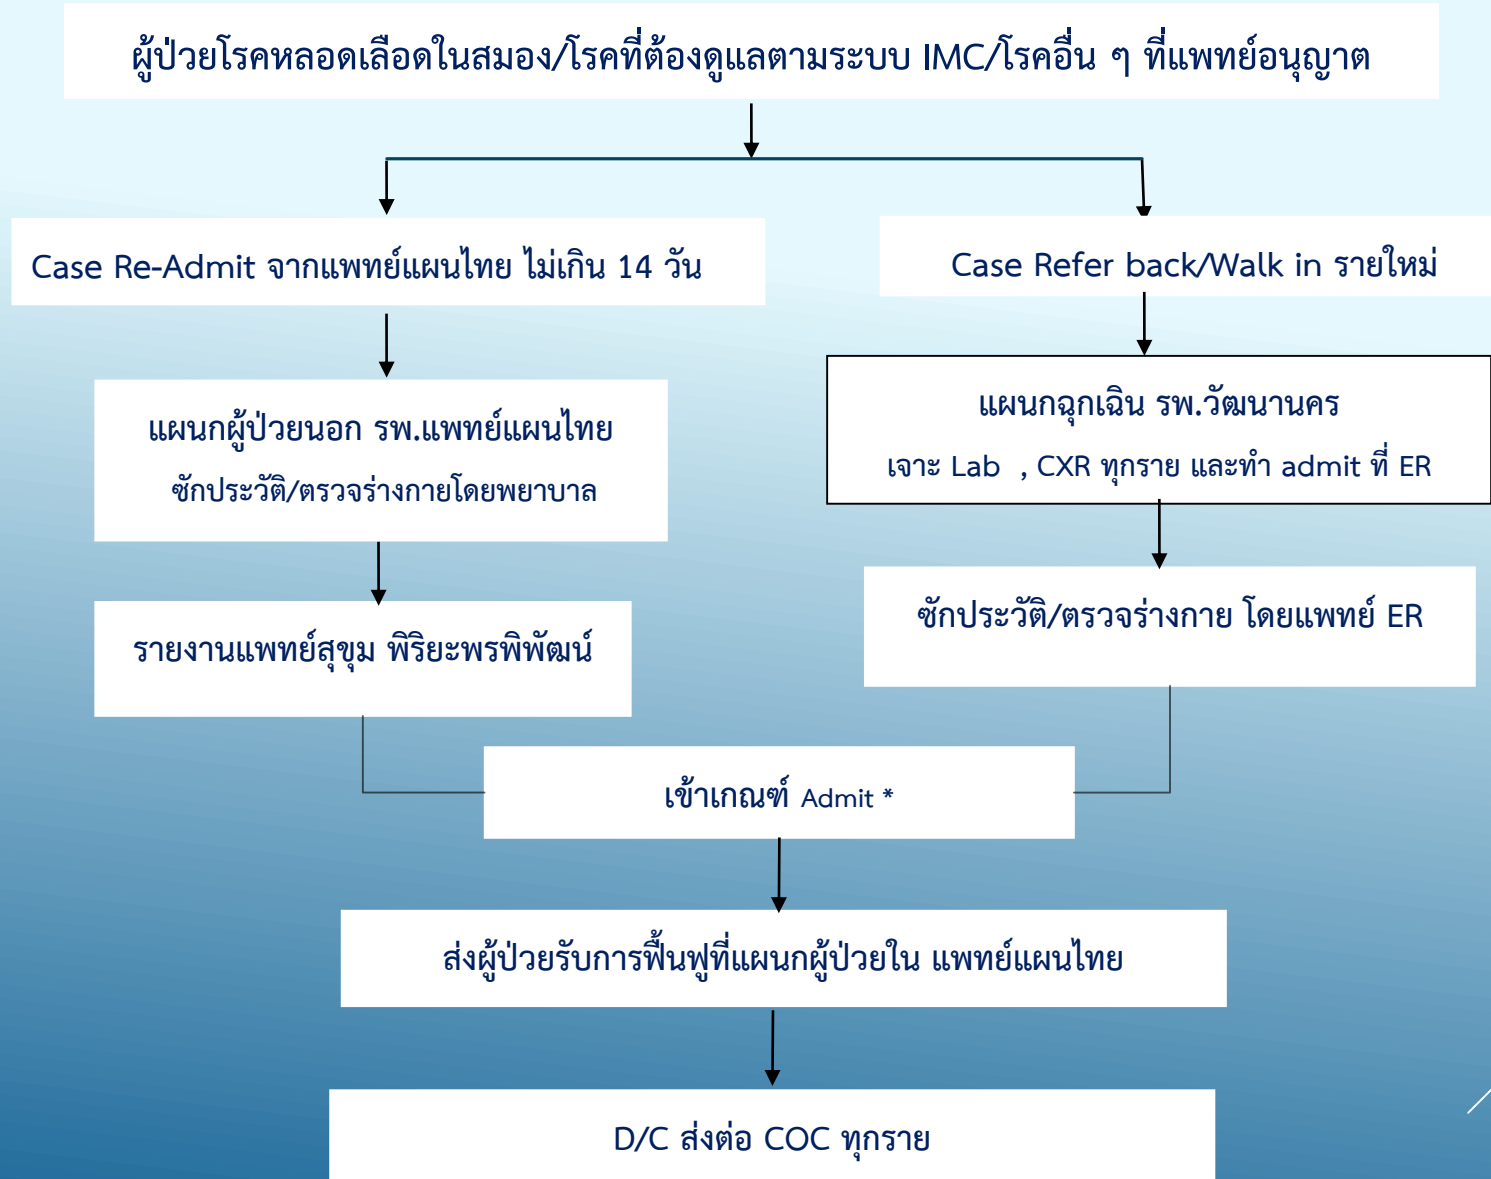 ผู้ป่วยโรคหลอดเลือดในสมอง/โรคที่ต้องดูแลตามระบบ IMC/โรคอื่น ๆ ที่แพทย์อนุญาต
Case Re-Admit จากแพทย์แผนไทย ไม่เกิน 14 วัน
Case Refer back/Walk in รายใหม่
แผนกผู้ป่วยนอก รพ.แพทย์แผนไทย
ซักประวัติ/ตรวจร่างกายโดยพยาบาล
แผนกฉุกเฉิน รพ.วัฒนานคร
เจาะ Lab , CXR ทุกราย และทำ admit ที่ ER
รายงานแพทย์สุขุม พิริยะพรพิพัฒน์
ซักประวัติ/ตรวจร่างกาย โดยแพทย์ ER
เข้าเกณฑ์ Admit *
ส่งผู้ป่วยรับการฟื้นฟูที่แผนกผู้ป่วยใน แพทย์แผนไทย
D/C ส่งต่อ COC ทุกราย